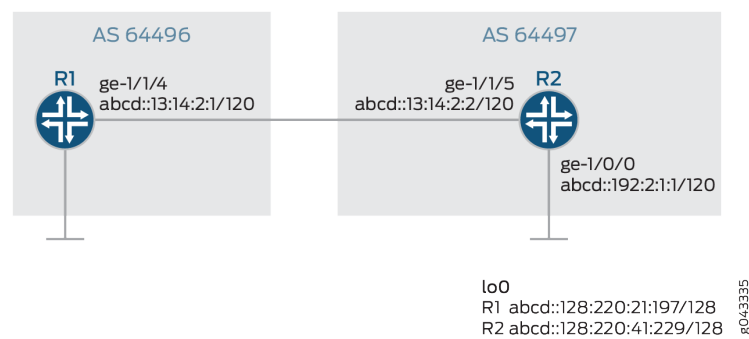 AS 64496
AS 64497
R1
ge-1/1/4
abcd::13:14:2:1/120
ge-1/1/5
abcd::13:14:2:2/120
R2
ge-1/0/0
abcd::192:2:1:1/120
lo0
R1 abcd::128:220:21:197/128
R2 abcd::128:220:41:229/128
g043335